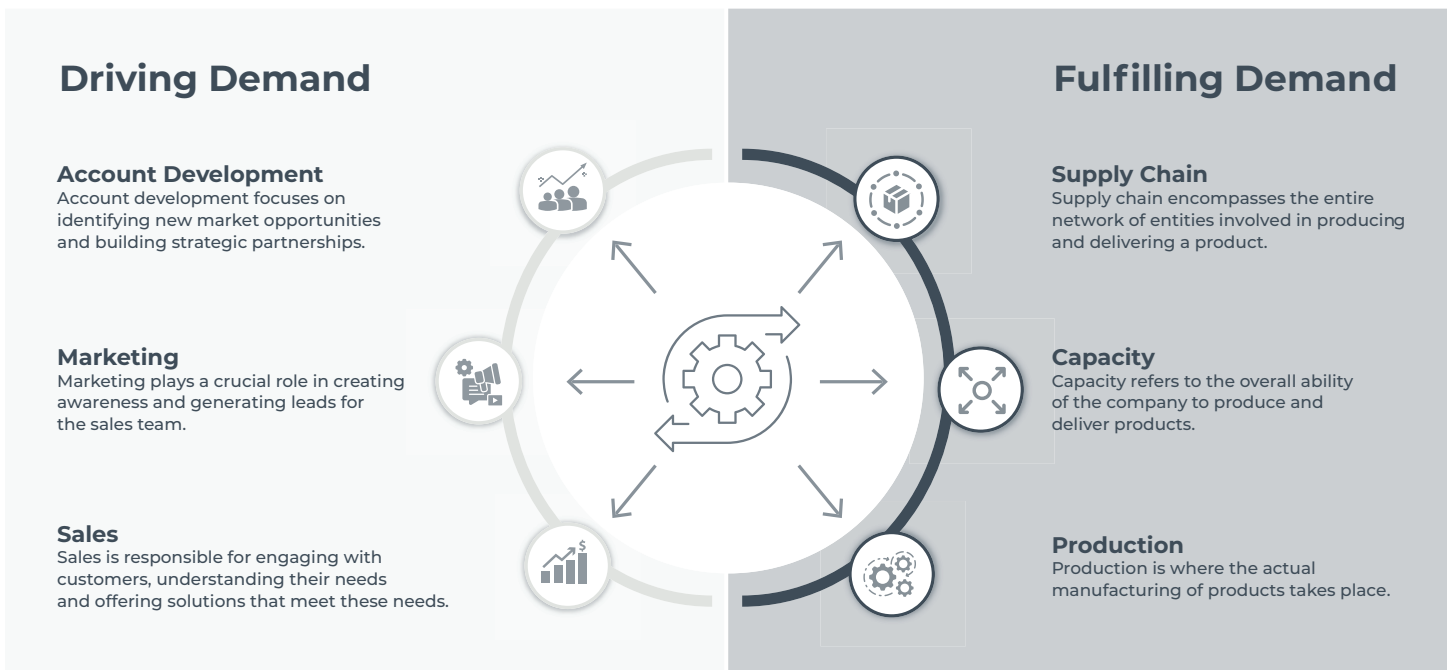 Driving Demand
Account Development
Account development focuses on
identifying new market opportunities
and building strategic partnerships.
Marketing
Marketing plays a crucial role in creating
awareness and generating leads for
the sales team.
Sales
Sales is responsible for engaging with
customers, understanding their needs
and offering solutions that meet these needs.
$
Fulfilling Demand
Supply Chain
Supply chain encompasses the entire
network of entities involved in producing
and delivering a product.
Capacity
Capacity refers to the overall ability
of the company to produce and
deliver products.
Production
Production is where the actual
manufacturing of products takes place.